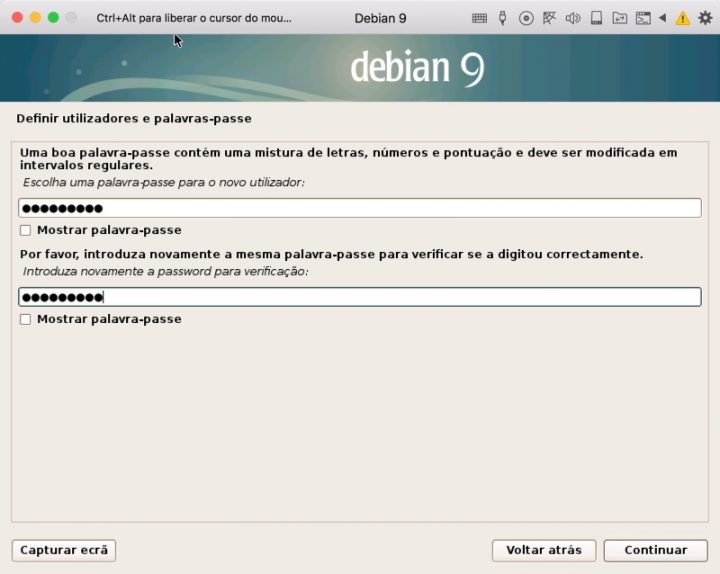 Ctrl+Alt para liberar o cursor do mou...
Debian 9
debian 9
Definir utilizadores e palavras-passe
Uma boa palavra-passe contém uma mistura de letras, números e pontuação e deve ser modificada em
intervalos regulares.
Escolha uma palavra-passe para o novo utilizador:
●●●●●●●●●
Mostrar palavra-passe
Por favor, introduza novamente a mesma palavra-passe para verificar se a digitou correctamente.
Introduza novamente a password para verificação:
●●●●●●●●●
Mostrar palavra-passe
Capturar ecrã
Voltar atrás
Continuar